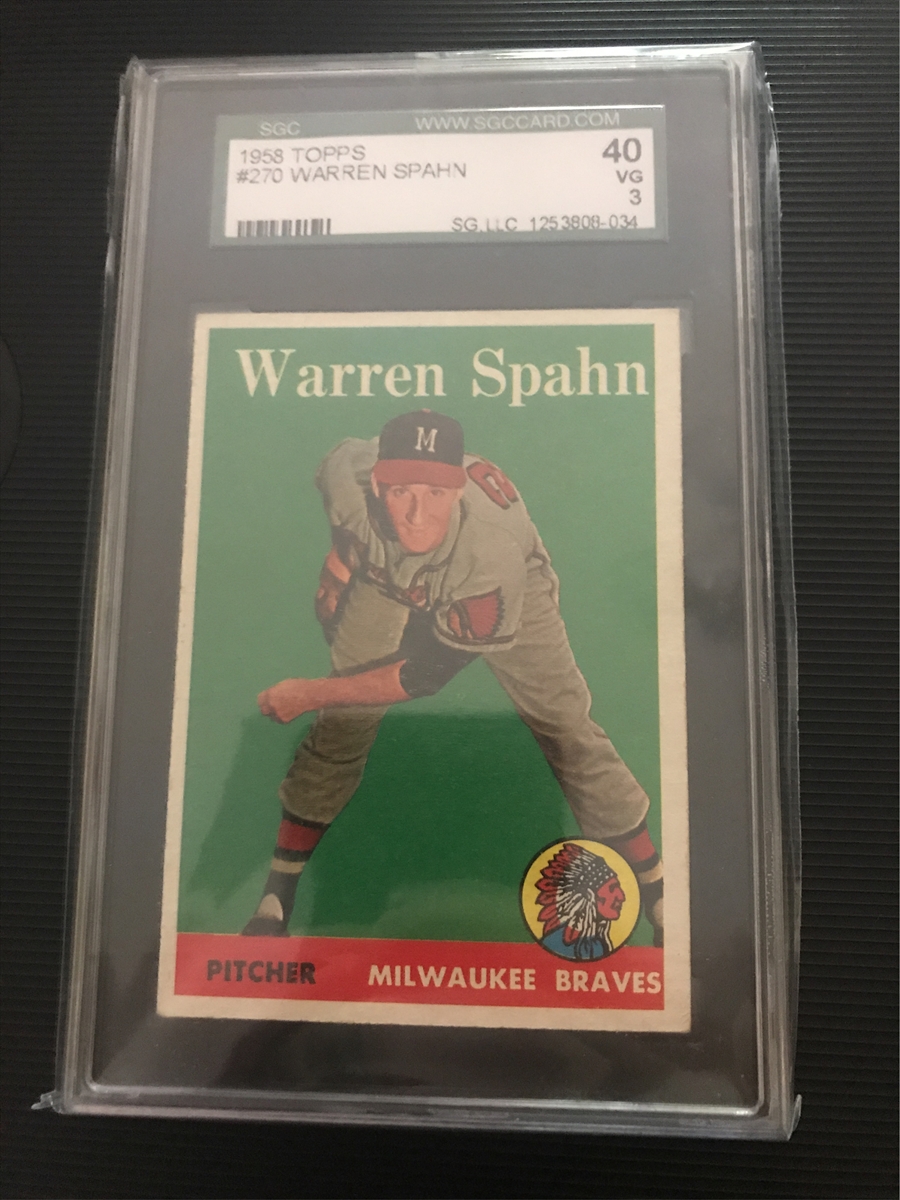 SGC WWW.SGCCARD.COM
1958 TOPPS 40
#270 WARREN SPAHN VG
3
SG, LLC 1253808-034
Warren Spahn
M
PITCHER MILWAUKEE BRAVES